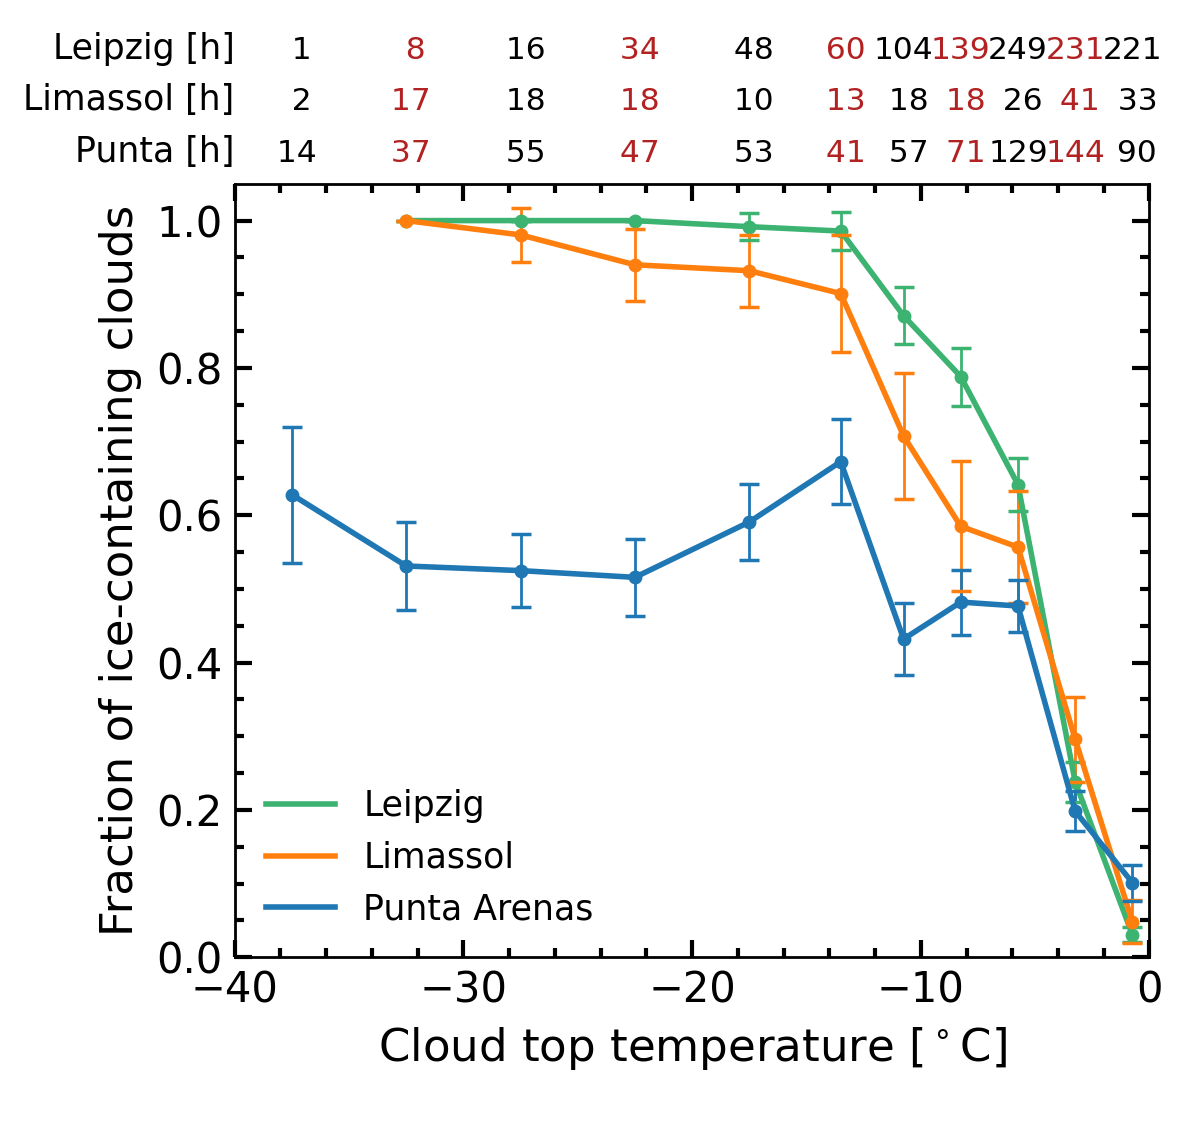 Leipzig [h] 1 8 16 34 48 60 104 139 249 231 221
Limassol [h] 2 17 18 18 10 13 18 18 26 41 33
Punta [h] 14 37 55 47 53 41 57 71 129 144 90
1.0
0.8
0.6
0.4
0.2
0.0
Fraction of ice-containing clouds
Leipzig
Limassol
Punta Arenas
−40 −30 −20 −10 0
Cloud top temperature [°C]